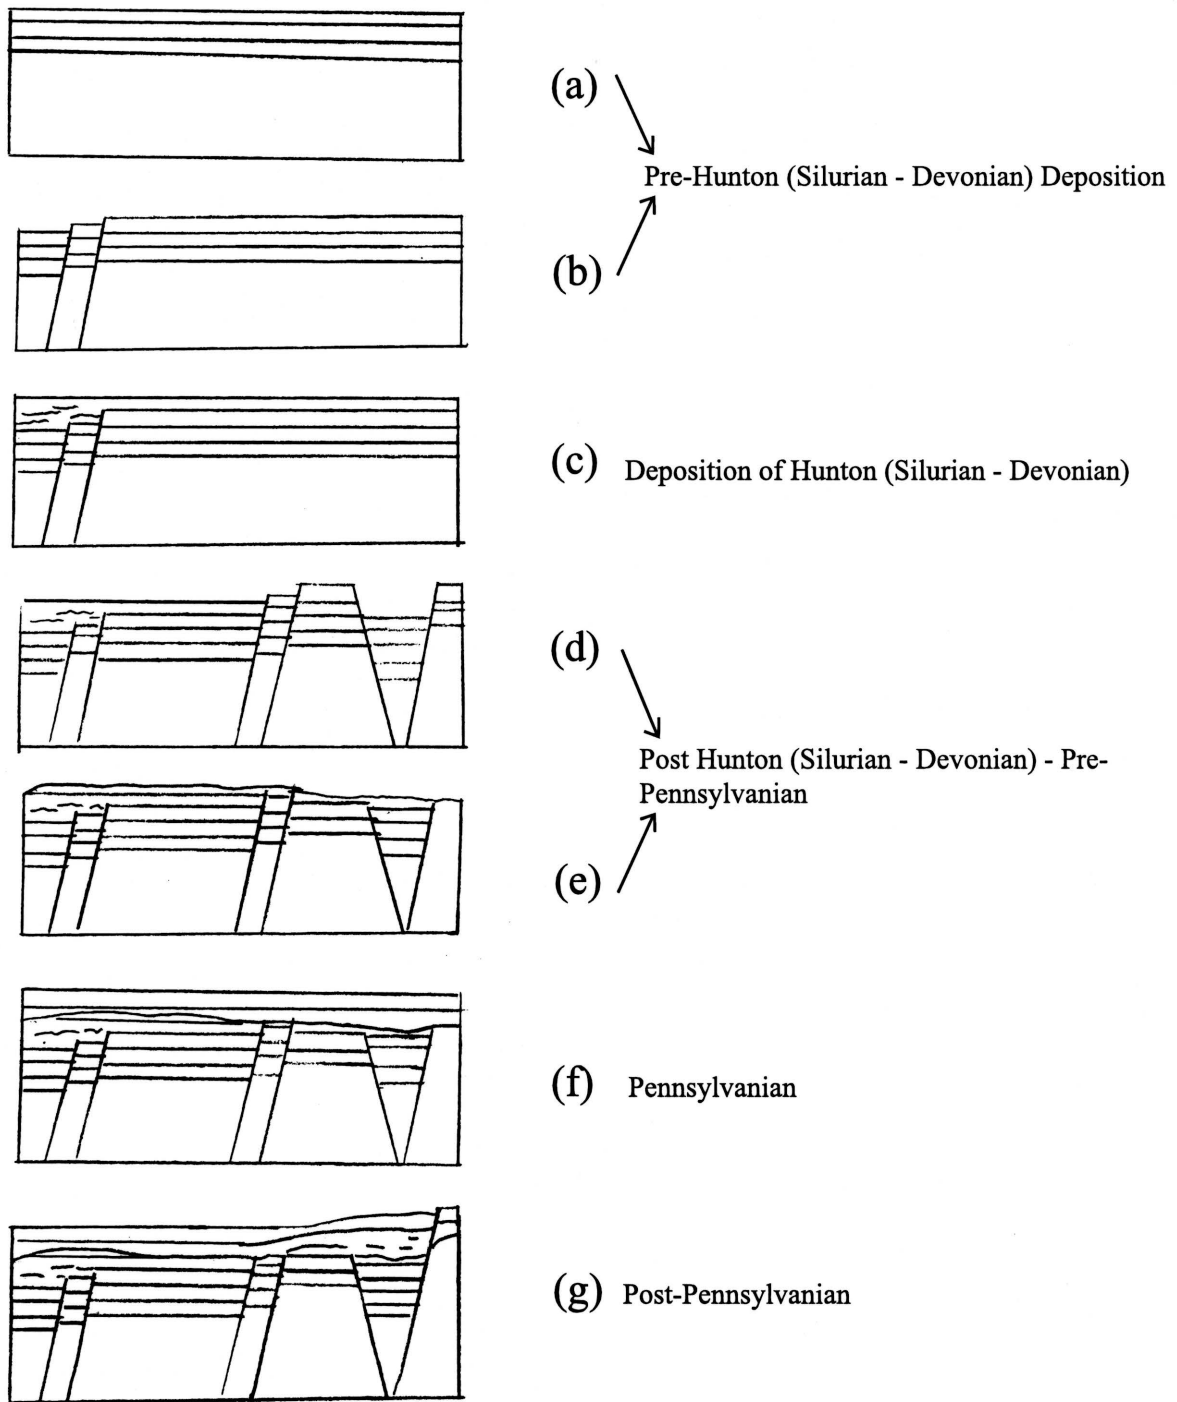 (a)
Pre-Hunton (Silurian - Devonian) Deposition
(b)
(c) Deposition of Hunton (Silurian - Devonian)
(d)
Post Hunton (Silurian - Devonian) - Pre-
Pennsylvanian
(e)
(f) Pennsylvanian
(g) Post-Pennsylvanian